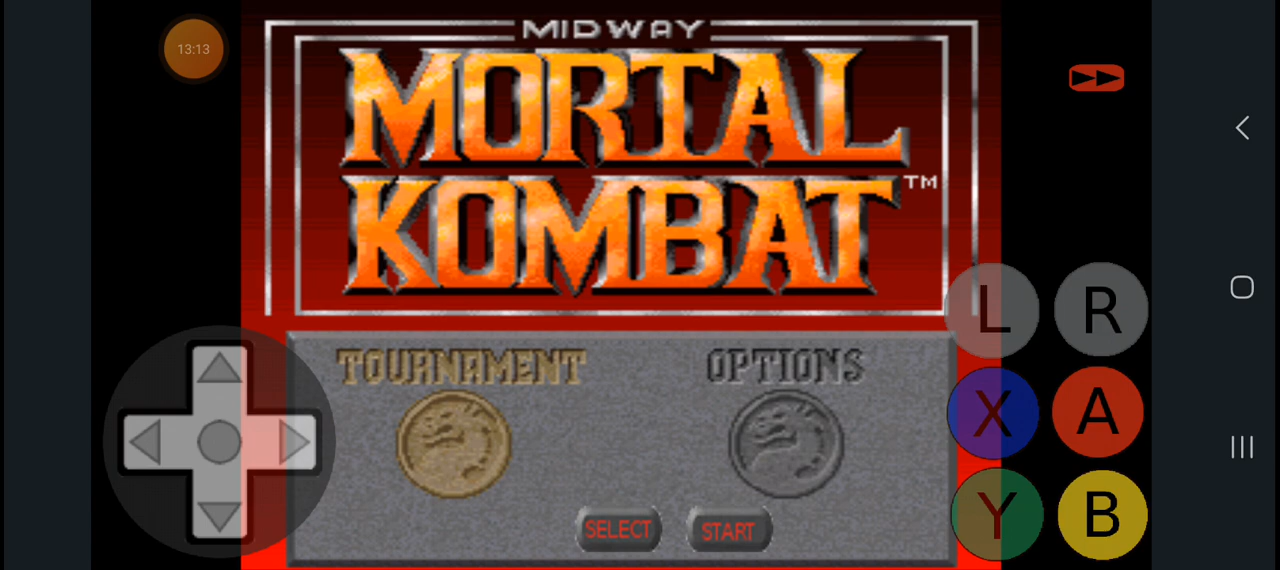 13:13
MIDWAY
MORTAL
KOMBAT™
L R
TOURNAMENT OPTIONS
X A
Y B
SELECT START